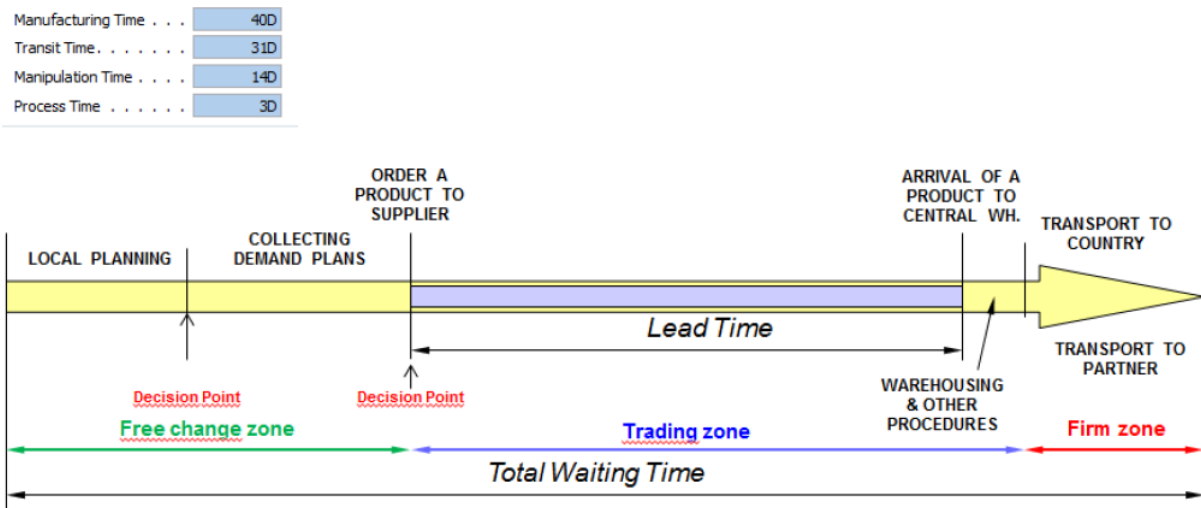 Manufacturing Time . . . 40D
Transit Time. . . . . . . 31D
Manipulation Time . . . . 14D
Process Time . . . . . . 3D
ORDER A
PRODUCT TO
SUPPLIER
ARRIVAL OF A
PRODUCT TO
CENTRAL WH.
TRANSPORT TO
COUNTRY
LOCAL PLANNING
COLLECTING
DEMAND PLANS
Lead Time
TRANSPORT TO
PARTNER
WAREHOUSING
& OTHER
PROCEDURES
Decision Point
Decision Point
Free change zone
Trading zone
Firm zone
Total Waiting Time